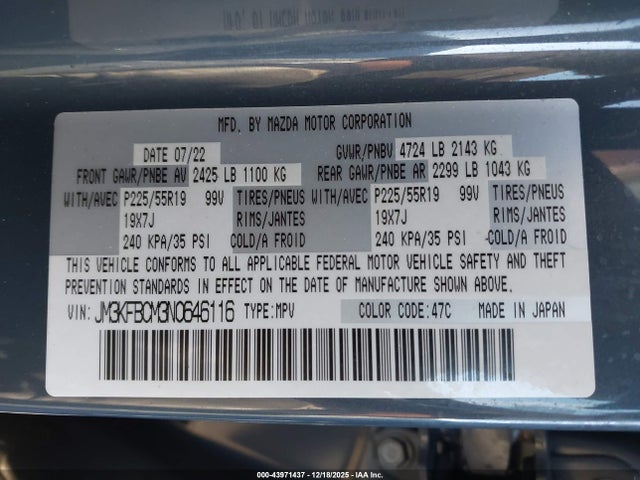 MFD. BY MAZDA MOTOR CORPORATION
DATE 07/22 GVWR/PNBV 4724 LB 2143 KG
FRONT GAWR/PNBE AV 2425 LB 1100 KG REAR GAWR/PNBE AR 2299 LB 1043 KG
WITH/AVEC P225/55R19 99V TIRES/PNEUS WITH/AVEC P225/55R19 99V TIRES/PNEUS
19X7J RIMS/JANTES 19X7J RIMS/JANTES
240 KPA/35 PSI COLD/A FROID 240 KPA/35 PSI COLD/A FROID
THIS VEHICLE CONFORMS TO ALL APPLICABLE FEDERAL MOTOR VEHICLE SAFETY AND THEFT
PREVENTION STANDARDS IN EFFECT ON THE DATE OF MANUFACTURE SHOWN ABOVE.
VIN: JM3KFBCM3N0646116 TYPE:MPV COLOR CODE:47C MADE IN JAPAN
000-43971437 - 12/18/2025 - IAA Inc.